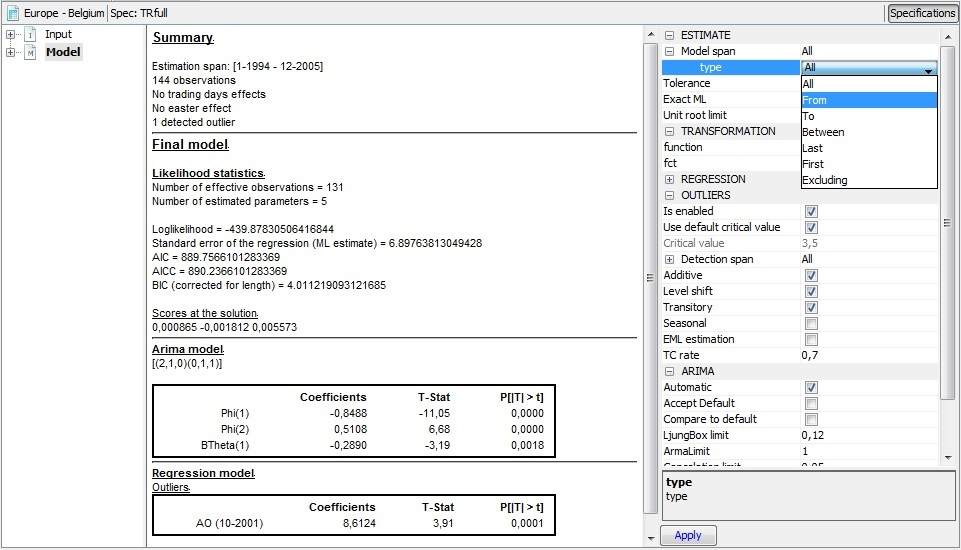 Europe - Belgium Spec: TRfull Specifications
Input
Model
Summary
Estimation span: [1-1994 - 12-2005]
144 observations
No trading days effects
No easter effect
1 detected outlier
Final model
Likelihood statistics
Number of effective observations = 131
Number of estimated parameters = 5
Loglikelihood = -439.87830506416844
Standard error of the regression (ML estimate) = 6.89763813049428
AIC = 889.7566101283369
AICC = 890.2366101283369
BIC (corrected for length) = 4.011219093121685
Scores at the solution
0,000865 -0,001812 0,005573
Arima model
[(2,1,0)(0,1,1)]
Coefficients T-Stat P[|T| > t]
Phi(1) -0,8488 -11,05 0,0000
Phi(2) 0,5108 6,68 0,0000
BTheta(1) -0,2890 -3,19 0,0018
Regression model
Outliers
Coefficients T-Stat P[|T| > t]
AO (10-2001) 8,6124 3,91 0,0001
ESTIMATE
Model span All
type All
Tolerance
Exact ML
Unit root limit
TRANSFORMATION
function
fct
All
From
To
Between
Last
First
Excluding
REGRESSION
OUTLIERS
Is enabled
Use default critical value
Critical value 3,5
Detection span All
Additive
Level shift
Transitory
Seasonal
EML estimation
TC rate 0,7
ARIMA
Automatic
Accept Default
Compare to default
LjungBox limit 0,12
ArmaLimit 1
type
type
Apply